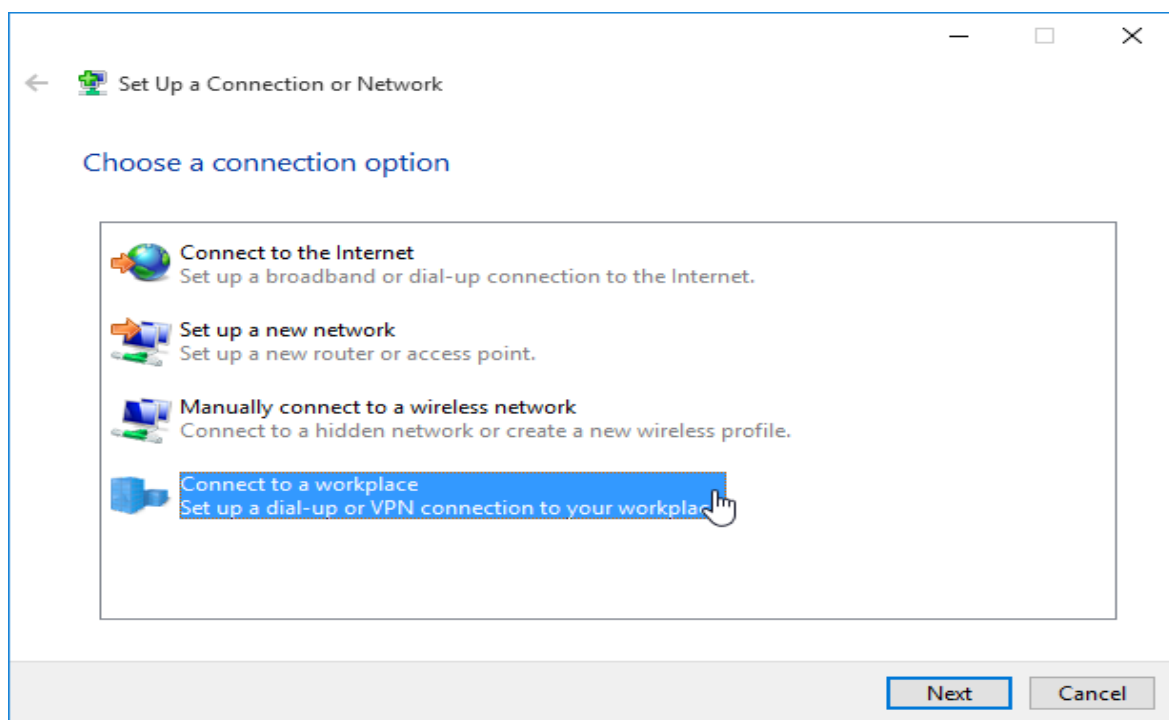 Set Up a Connection or Network
Choose a connection option
Connect to the Internet
Set up a broadband or dial-up connection to the Internet.
Set up a new network
Set up a new router or access point.
Manually connect to a wireless network
Connect to a hidden network or create a new wireless profile.
Connect to a workplace
Set up a dial-up or VPN connection to your workplac
Next
Cancel